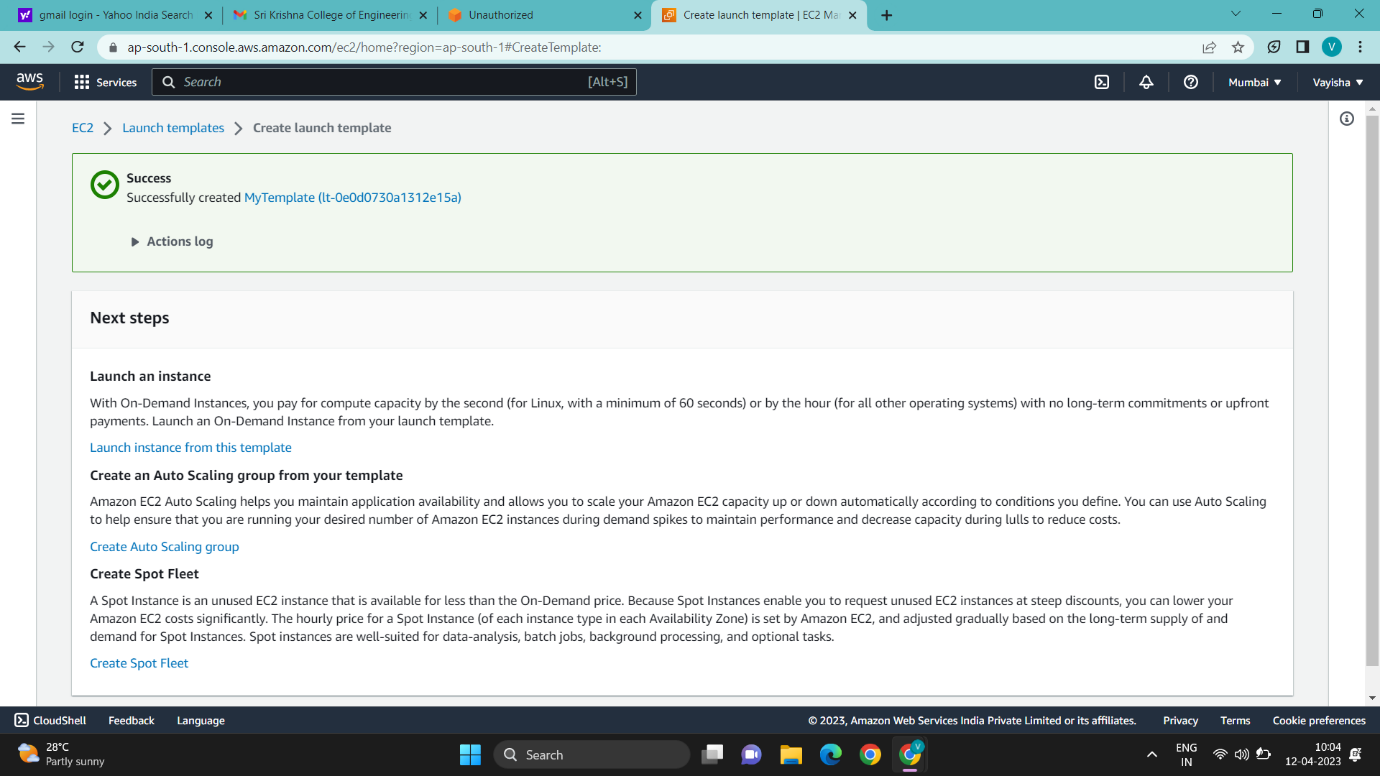 gmail login - Yahoo India Search
Sri Krishna College of Engineering
Unauthorized
Create launch template | EC2 Ma
ap-south-1.console.aws.amazon.com/ec2/home?region=ap-south-1#CreateTemplate:
V
aws
Services
Search
[Alt+S]
Mumbai
Vayisha
EC2
Launch templates
Create launch template
Success
Successfully created MyTemplate (lt-0e0d0730a1312e15a)
Actions log
Next steps
Launch an instance
With On-Demand Instances, you pay for compute capacity by the second (for Linux, with a minimum of 60 seconds) or by the hour (for all other operating systems) with no long-term commitments or upfront
payments. Launch an On-Demand Instance from your launch template.
Launch instance from this template
Create an Auto Scaling group from your template
Amazon EC2 Auto Scaling helps you maintain application availability and allows you to scale your Amazon EC2 capacity up or down automatically according to conditions you define. You can use Auto Scaling
to help ensure that you are running your desired number of Amazon EC2 instances during demand spikes to maintain performance and decrease capacity during lulls to reduce costs.
Create Auto Scaling group
Create Spot Fleet
A Spot Instance is an unused EC2 instance that is available for less than the On-Demand price. Because Spot Instances enable you to request unused EC2 instances at steep discounts, you can lower your
Amazon EC2 costs significantly. The hourly price for a Spot Instance (of each instance type in each Availability Zone) is set by Amazon EC2, and adjusted gradually based on the long-term supply of and
demand for Spot Instances. Spot instances are well-suited for data-analysis, batch jobs, background processing, and optional tasks.
Create Spot Fleet
CloudShell
Feedback
Language
© 2023, Amazon Web Services India Private Limited or its affiliates.
Privacy
Terms
Cookie preferences
28°C
Partly sunny
Search
V
ENG
IN
10:04
12-04-2023